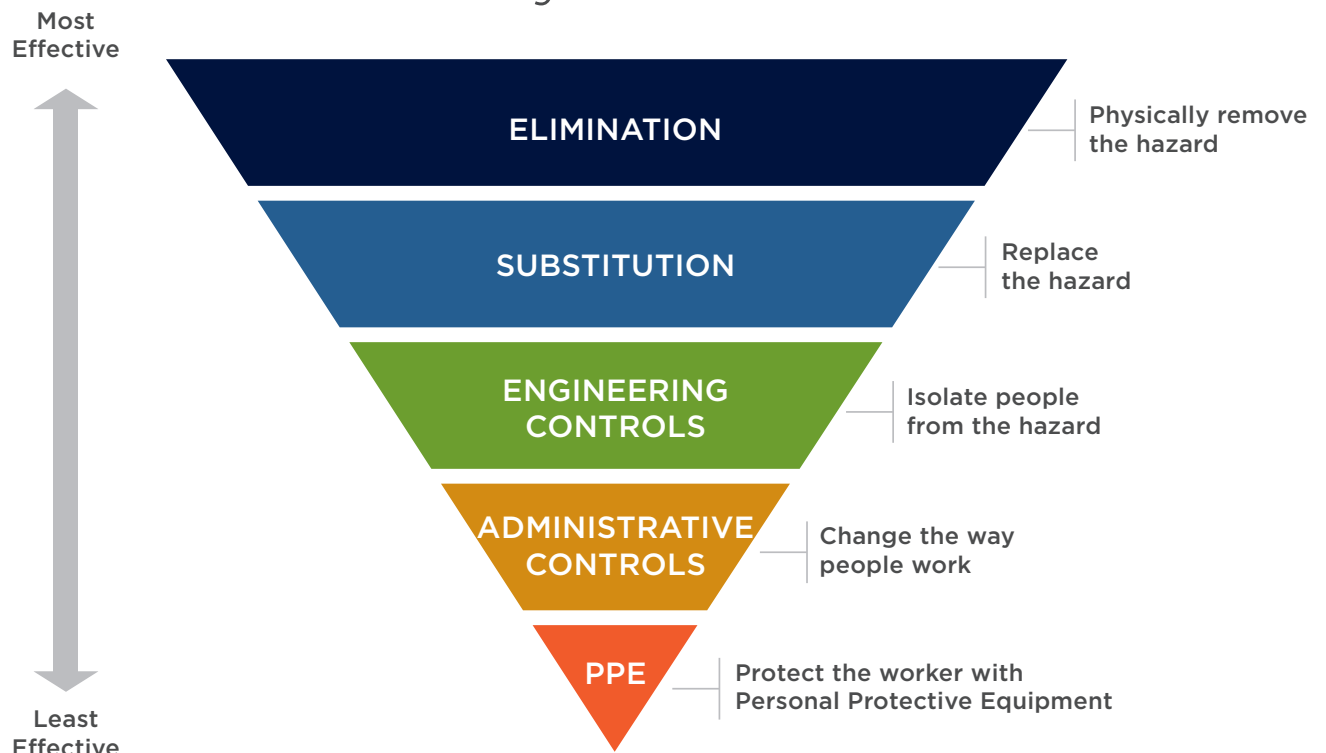 Most
Effective
ELIMINATION
Physically remove
the hazard
SUBSTITUTION
Replace
the hazard
ENGINEERING
CONTROLS
Isolate people
from the hazard
ADMINISTRATIVE
CONTROLS
Change the way
people work
PPE
Protect the worker with
Personal Protective Equipment
Least
Effective